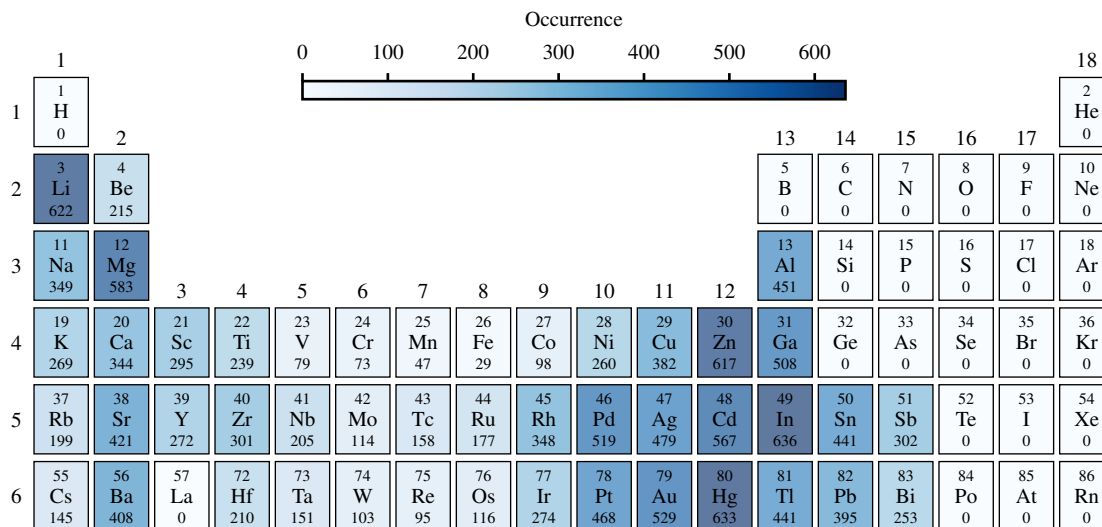 Occurrence
0 100 200 300 400 500 600
1 18
1 1 2
H He
0 0
2 13 14 15 16 17
2 3 4 5 6 7 8 9 10
Li Be B C N O F Ne
622 215 0 0 0 0 0 0
3 11 12 13 14 15 16 17 18
Na Mg Al Si P S Cl Ar
349 583 451 0 0 0 0 0
3 4 5 6 7 8 9 10 11 12
4 19 20 21 22 23 24 25 26 27 28 29 30 31 32 33 34 35 36
K Ca Sc Ti V Cr Mn Fe Co Ni Cu Zn Ga Ge As Se Br Kr
269 344 295 239 79 73 47 29 98 260 382 617 508 0 0 0 0 0
5 37 38 39 40 41 42 43 44 45 46 47 48 49 50 51 52 53 54
Rb Sr Y Zr Nb Mo Tc Ru Rh Pd Ag Cd In Sn Sb Te I Xe
199 421 272 301 205 114 158 177 348 519 479 567 636 441 302 0 0 0
6 55 56 57 72 73 74 75 76 77 78 79 80 81 82 83 84 85 86
Cs Ba La Hf Ta W Re Os Ir Pt Au Hg Tl Pb Bi Po At Rn
145 408 0 210 151 103 95 116 274 468 529 633 441 395 253 0 0 0